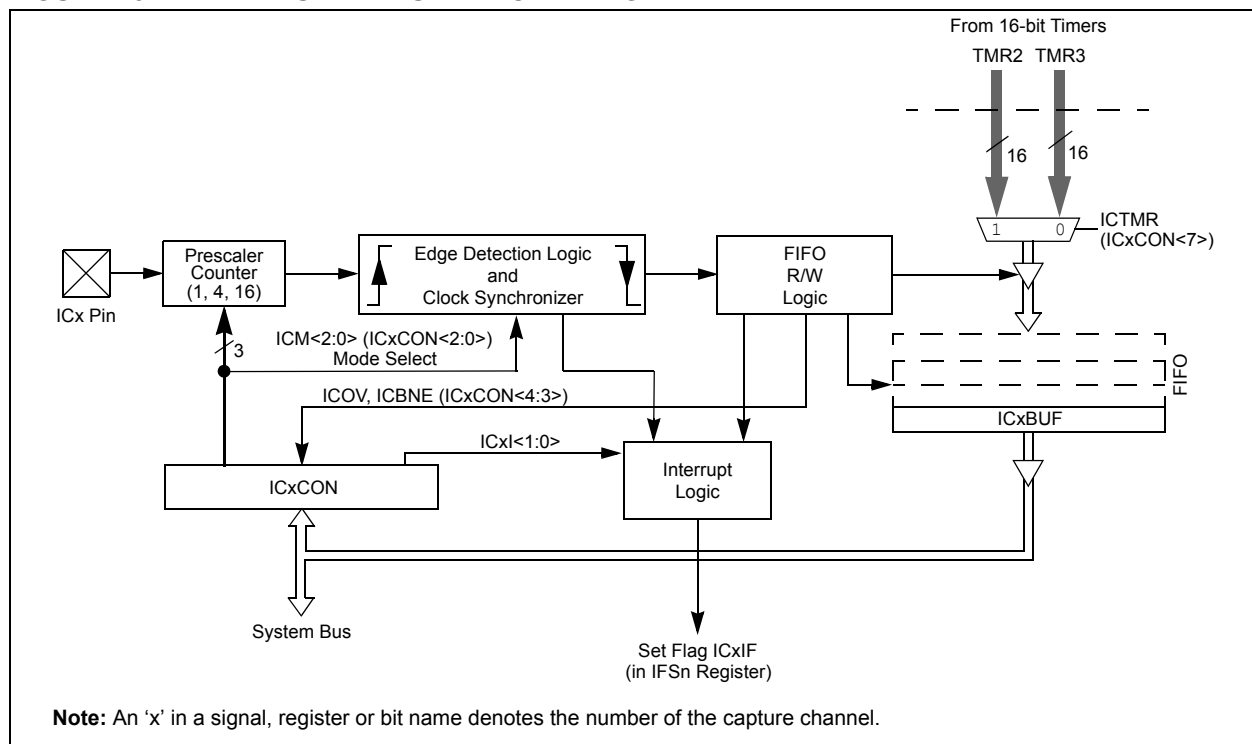 From 16-bit Timers
TMR2 TMR3
16 16
1 0
ICTMR
(ICxCON<7>)
Prescaler
Counter
(1, 4, 16)
Edge Detection Logic
and
Clock Synchronizer
FIFO
R/W
Logic
ICx Pin
3
ICM<2:0> (ICxCON<2:0>)
Mode Select
FIFO
ICOV, ICBNE (ICxCON<4:3>)
ICxBUF
ICxI<1:0>
Interrupt
Logic
ICxCON
System Bus
Set Flag ICxIF
(in IFSn Register)
Note: An ‘x’ in a signal, register or bit name denotes the number of the capture channel.